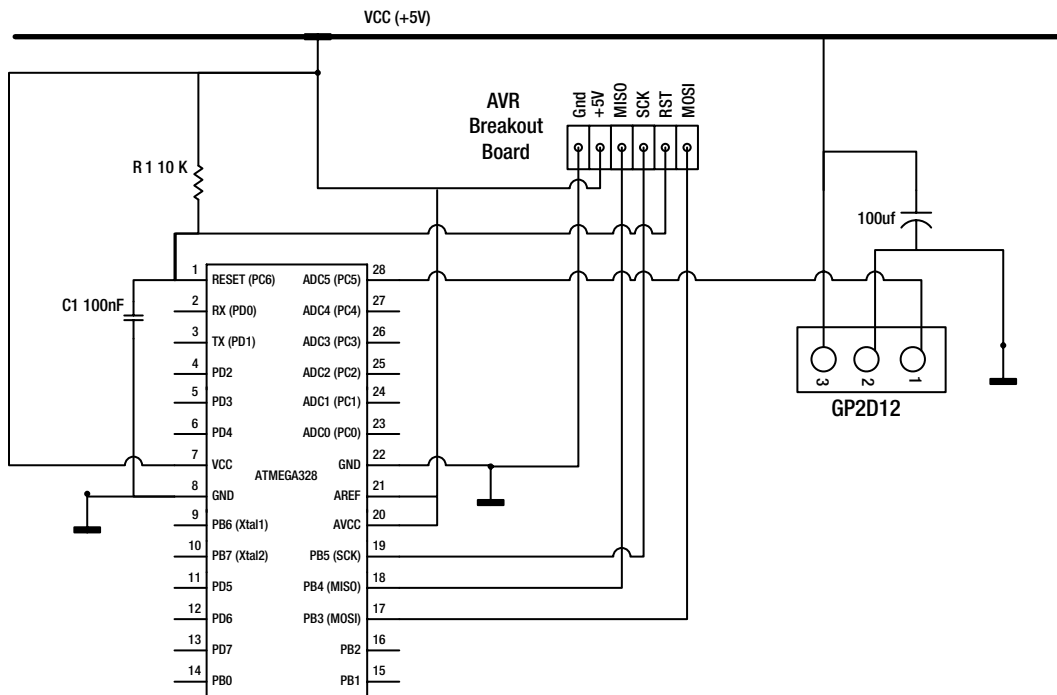 VCC (+5V)
AVR
Breakout
Board
Gnd
+5V
MISO
SCK
RST
MOSI
R 1 10 K
100uf
C1 100nF
1 RESET (PC6) ADC5 (PC5) 28
2 RX (PD0) ADC4 (PC4) 27
3 TX (PD1) ADC3 (PC3) 26
4 PD2 ADC2 (PC2) 25
5 PD3 ADC1 (PC1) 24
6 PD4 ADC0 (PC0) 23
7 VCC GND 22
ATMEGA328
8 GND AREF 21
9 PB6 (Xtal1) AVCC 20
10 PB7 (Xtal2) PB5 (SCK) 19
11 PD5 PB4 (MISO) 18
12 PD6 PB3 (MOSI) 17
13 PD7 PB2 16
14 PB0 PB1 15
3 2 1
GP2D12